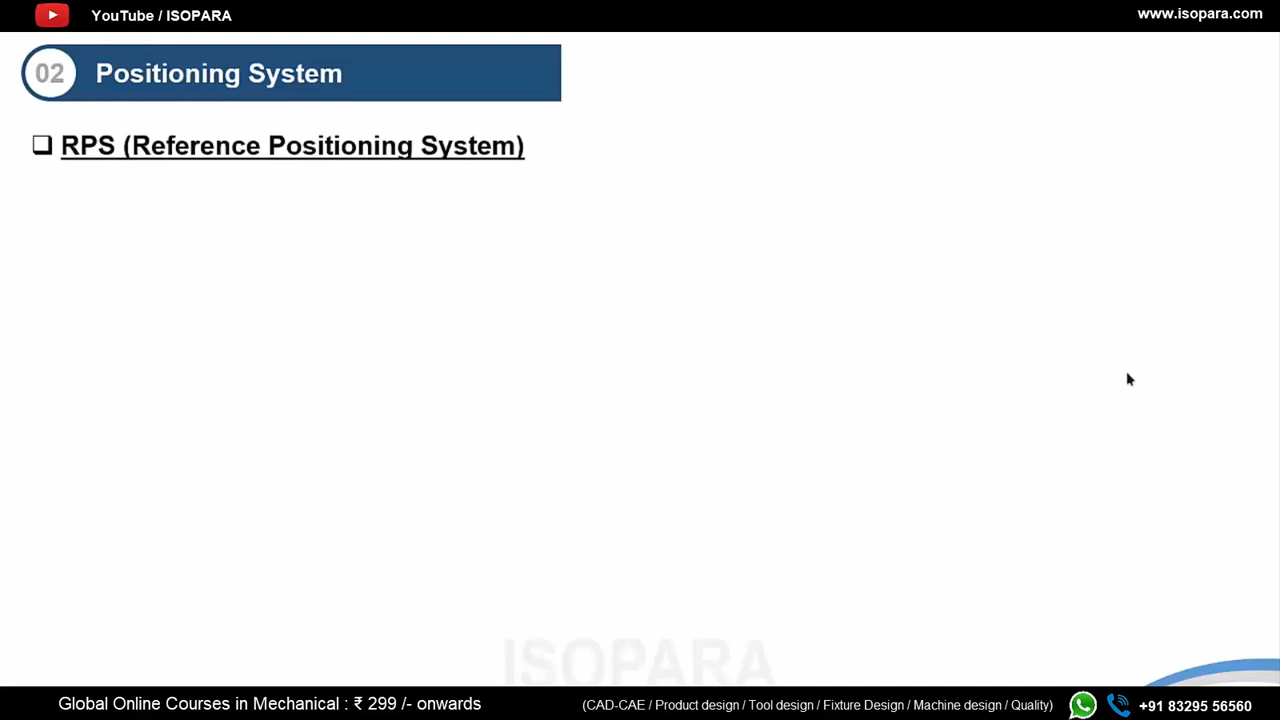 YouTube / ISOPARA
www.isopara.com
02 Positioning System
❑ RPS (Reference Positioning System)
ISOPARA
Global Online Courses in Mechanical : ₹ 299 /- onwards
(CAD-CAE / Product design / Tool design / Fixture Design / Machine design / Quality)
+91 83295 56560